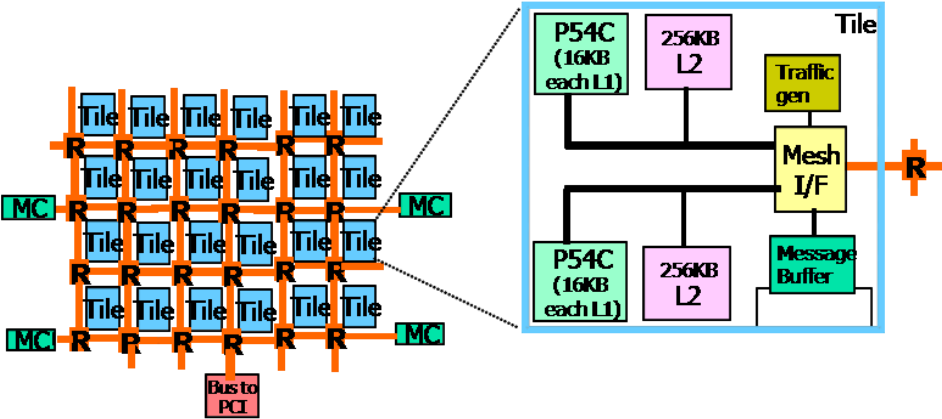 Tile Tile Tile Tile Tile Tile
R R R R R R
Tile Tile Tile Tile Tile Tile
MC R R R R R R MC
Tile Tile Tile Tile Tile Tile
R R R R R R
Tile Tile Tile Tile Tile Tile
MC R R R R R R MC
Bus to
PCI
Tile
P54C
(16KB
each L1)
256KB
L2
Traffic
gen
Mesh
I/F
R
P54C
(16KB
each L1)
256KB
L2
Message
Buffer